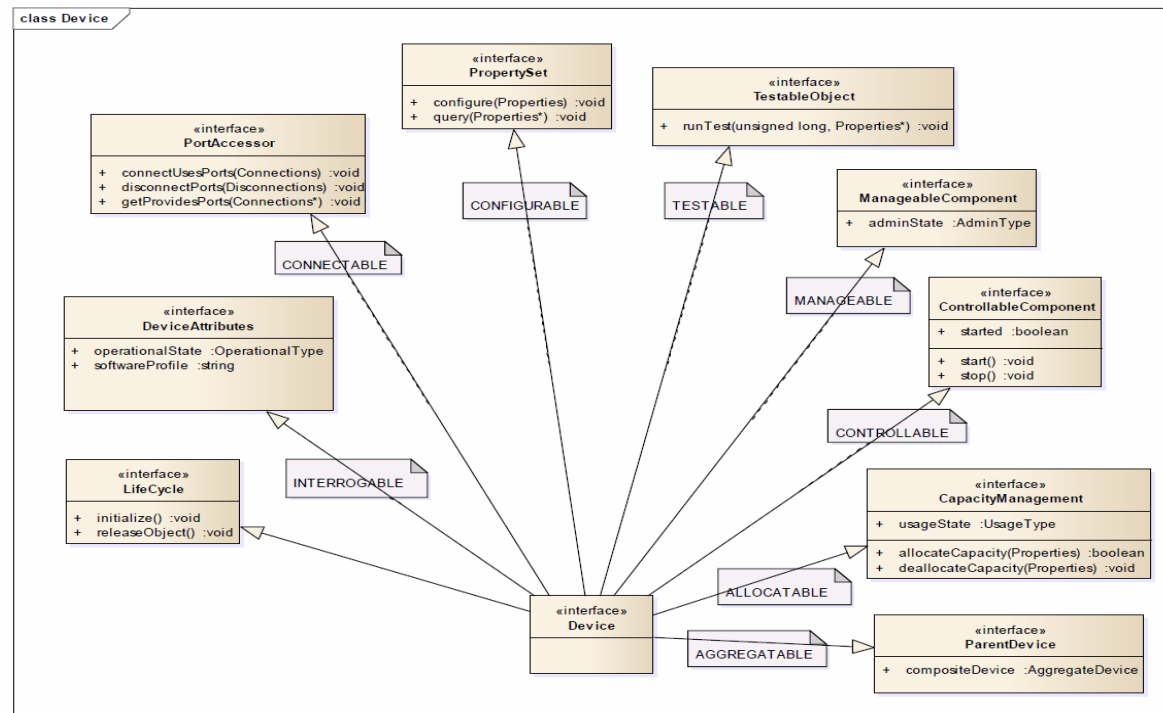 class Device
«interface»
PropertySet
+ configure(Properties) :void
+ query(Properties*) :void
«interface»
TestableObject
+ runTest(unsigned long, Properties*) :void
«interface»
PortAccessor
+ connectUsesPorts(Connections) :void
+ disconnectPorts(Disconnections) :void
+ getProvidesPorts(Connections*) :void
«interface»
ManageableComponent
+ adminState :AdminType
CONFIGURABLE
TESTABLE
CONNECTABLE
MANAGEABLE
«interface»
ControllableComponent
+ started :boolean
+ start() :void
+ stop() :void
«interface»
DeviceAttributes
+ operationalState :OperationalType
+ softwareProfile :string
CONTROLLABLE
INTERROGABLE
«interface»
LifeCycle
+ initialize() :void
+ releaseObject() :void
«interface»
CapacityManagement
+ usageState :UsageType
+ allocateCapacity(Properties) :boolean
+ deallocateCapacity(Properties) :void
ALLOCATABLE
«interface»
Device
AGGREGATABLE
«interface»
ParentDevice
+ compositeDevice :AggregateDevice